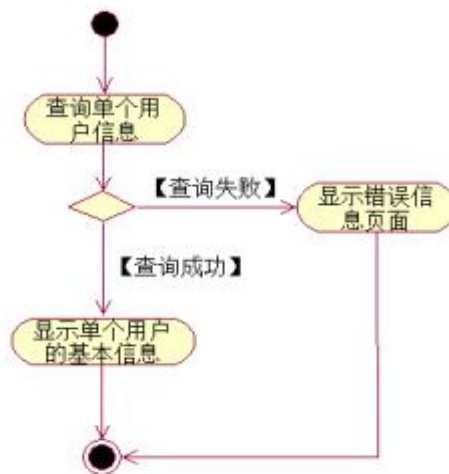 查询单个用
户信息
【查询失败】
显示错误信
息页面
【查询成功】
显示单个用户
的基本信息